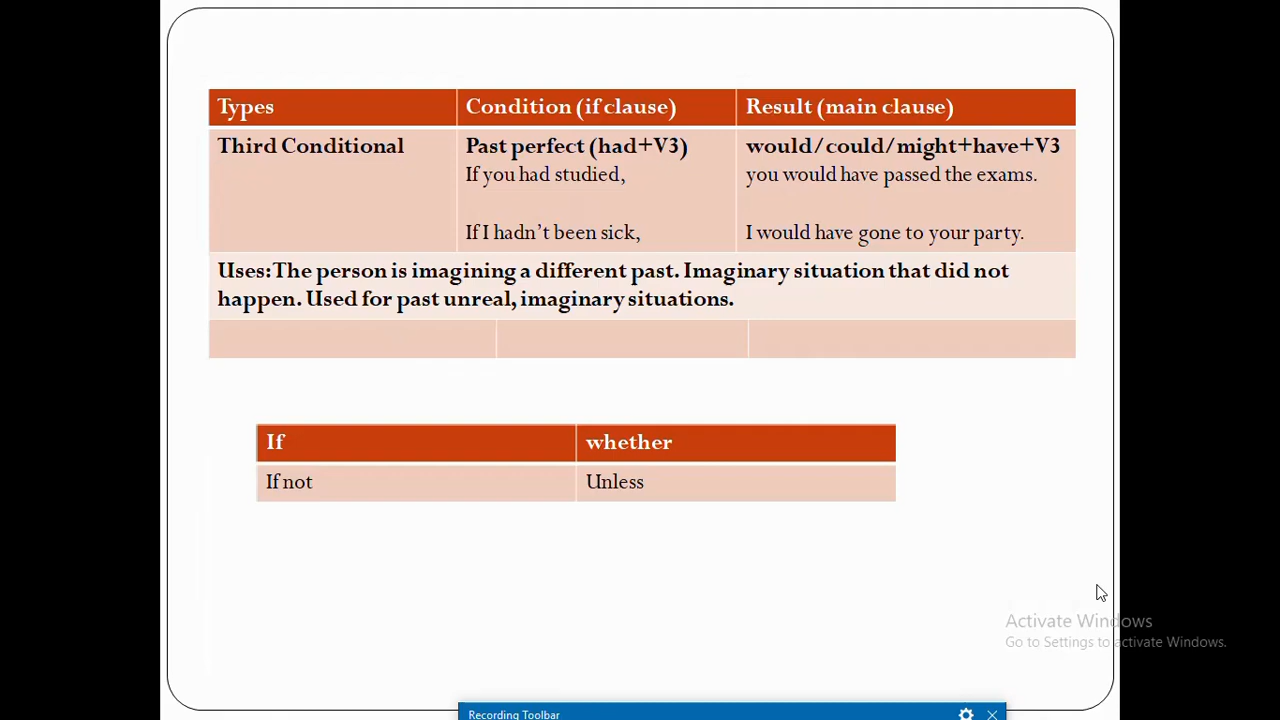 Types Condition (if clause) Result (main clause)
Third Conditional Past perfect (had+V3) would/could/might+have+V3
If you had studied, you would have passed the exams.
If I hadn't been sick, I would have gone to your party.
Uses:The person is imagining a different past. Imaginary situation that did not
happen. Used for past unreal, imaginary situations.
If whether
If not Unless
Activate Windows
Go to Settings to activate Windows.
Recording Toolbar